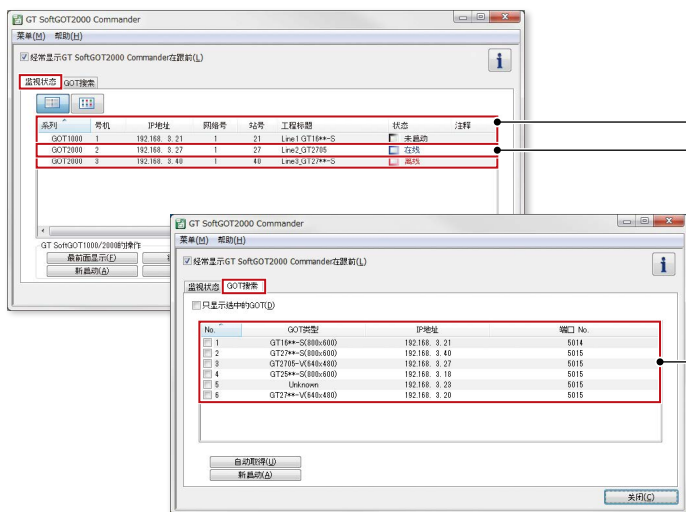 GT SoftGOT2000 Commander
菜单(M) 帮助(H)
经常显示GT SoftGOT2000 Commander在跟前(L)
监视状态 GOT搜索
系列 号机 IP地址 网络号 站号 工程标题 状态 注释
GOT1000 1 192.168. 3.21 1 21 Line1 GT16**-S 未启动
GOT2000 2 192.168. 3.27 1 27 Line2_GT2705 在线
GOT2000 3 192.168. 3.40 1 40 Line3_GT27**-S 离线
GT SoftGOT1000/2000的操作
最前面显示(F)
新启动(A)
GT SoftGOT2000 Commander
菜单(M) 帮助(H)
经常显示GT SoftGOT2000 Commander在跟前(L)
监视状态 GOT搜索
只显示选中的GOT(D)
No. GOT类型 IP地址 端口 No.
1 GT16**-S(800x600) 192.168. 3.21 5014
2 GT27**-S(800x600) 192.168. 3.40 5015
3 GT2705-V(640x480) 192.168. 3.27 5015
4 GT25**-S(800x600) 192.168. 3.18 5015
5 Unknown 192.168. 3.23 5015
6 GT27**-V(640x480) 192.168. 3.20 5015
自动取得(U)
新启动(A)
关闭(C)